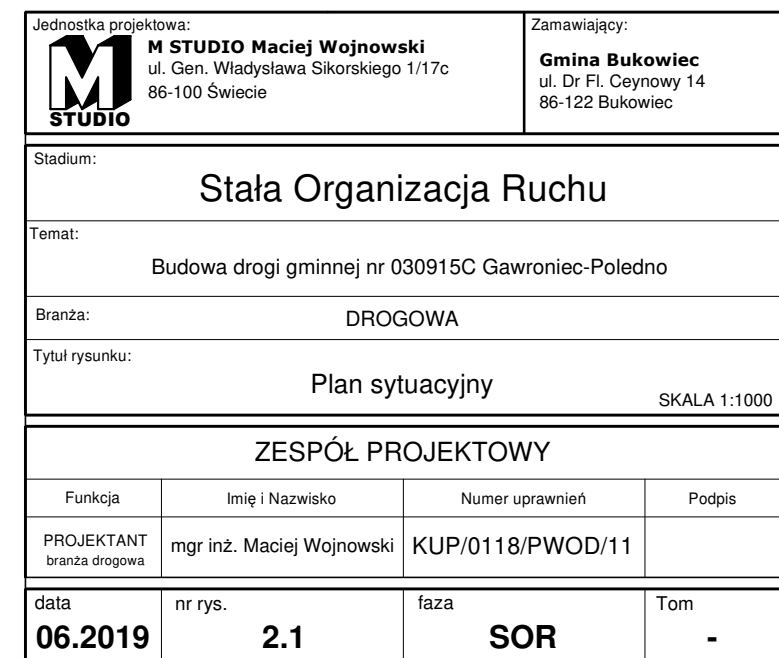 Jednostka projektowa:
M
STUDIO
M STUDIO Maciej Wojnowski
ul. Gen. Władysława Sikorskiego 1/17c
86-100 Świecie
Zamawiający:
Gmina Bukowiec
ul. Dr Fl. Ceynowy 14
86-122 Bukowiec
Stadium:
Stała Organizacja Ruchu
Temat:
Budowa drogi gminnej nr 030915C Gawroniec-Poledno
Branża:
DROGOWA
Tytuł rysunku:
Plan sytuacyjny
SKALA 1:1000
ZESPÓŁ PROJEKTOWY
Funkcja Imię i Nazwisko Numer uprawnień Podpis
PROJEKTANT
branża drogowa
mgr inż. Maciej Wojnowski
KUP/0118/PWOD/11
data nr rys. faza Tom
06.2019 2.1 SOR -